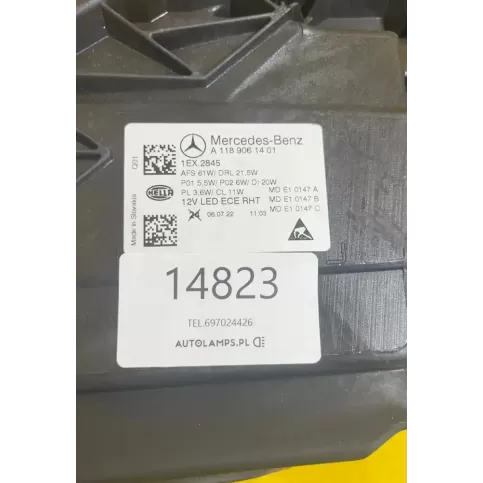 Mercedes-Benz
A 118 906 14 01
1EX.2845
AFS 61W/ DRL 21,5W
P01 5,5W/ P02 6W/ DI 20W
PL 3,6W/ CL 11W
12V LED ECE RHT
MD E1 0147 A
MD E1 0147 B
MD E1 0147 C
06.07.22 11:03
HELLA
Made in Slovakia
14823
TEL.697024426
AUTOLAMPS.PL